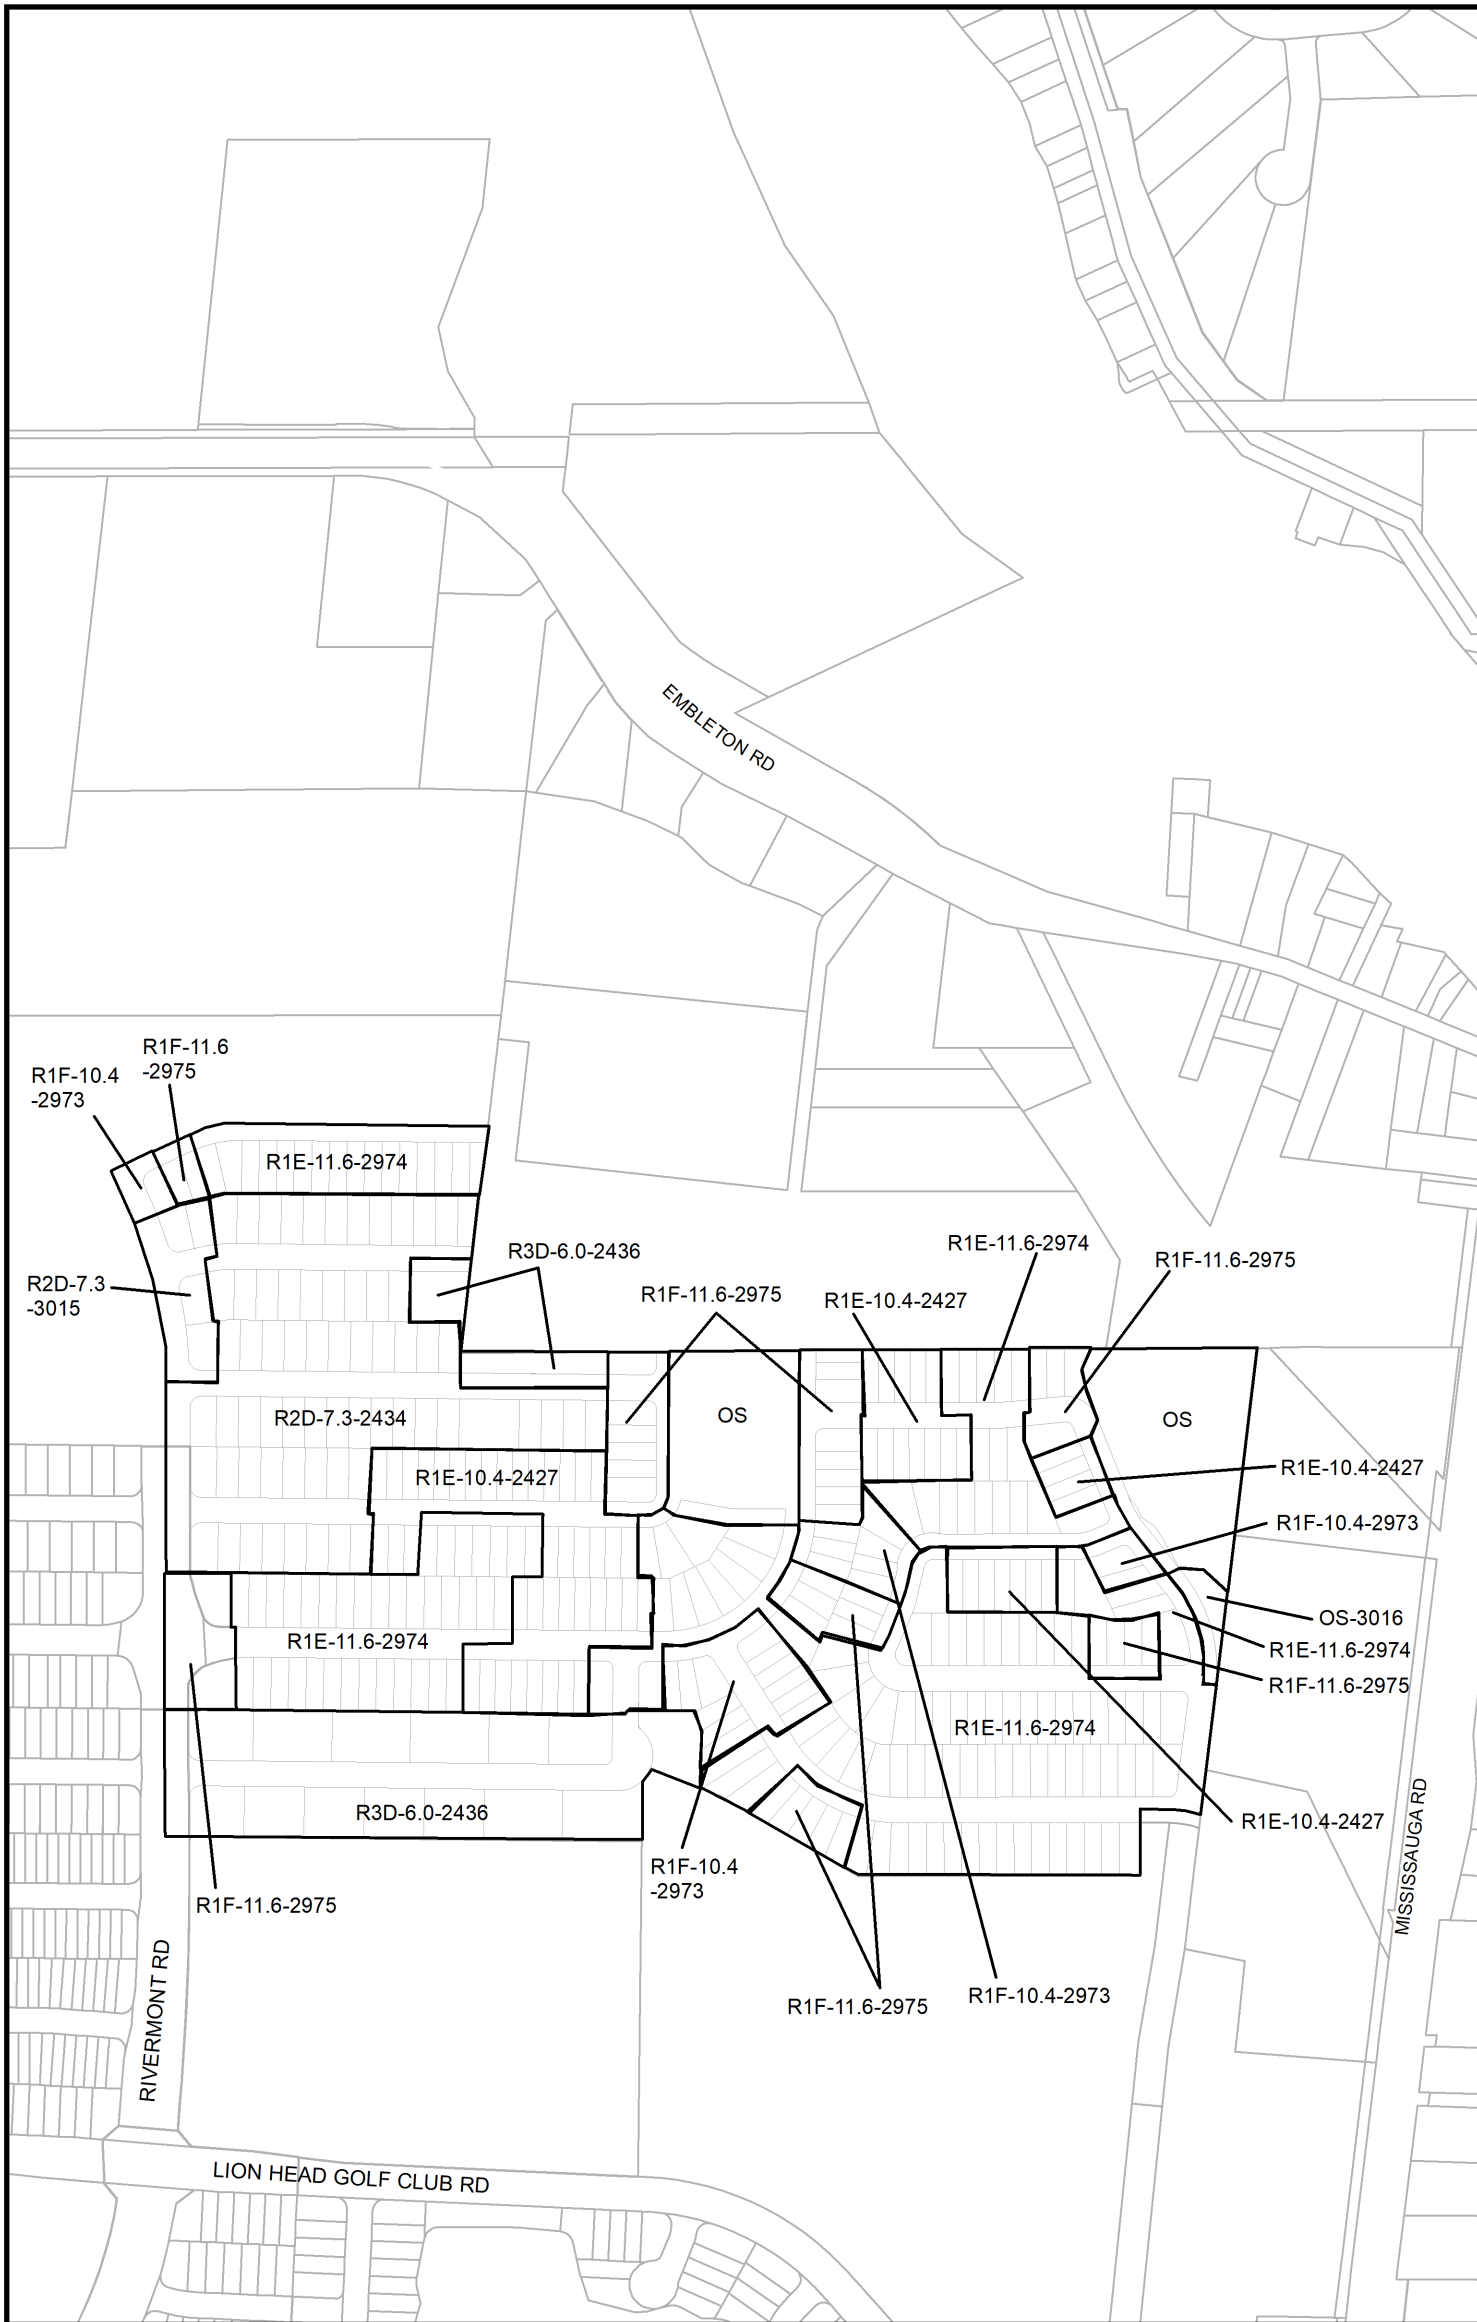 EMBLETON RD
R1F-11.6
-2975
R1F-10.4
-2973
R1E-11.6-2974
R3D-6.0-2436
R1E-11.6-2974
R1F-11.6-2975
R2D-7.3
-3015
R1F-11.6-2975
R1E-10.4-2427
R2D-7.3-2434
OS
OS
R1E-10.4-2427
R1E-10.4-2427
R1F-10.4-2973
OS-3016
R1E-11.6-2974
R1E-11.6-2974
R1F-11.6-2975
R1E-11.6-2974
R3D-6.0-2436
R1E-10.4-2427
MISSISSAUGA RD
R1F-10.4
-2973
R1F-11.6-2975
R1F-11.6-2975
R1F-10.4-2973
RIVERMONT RD
LION HEAD GOLF CLUB RD